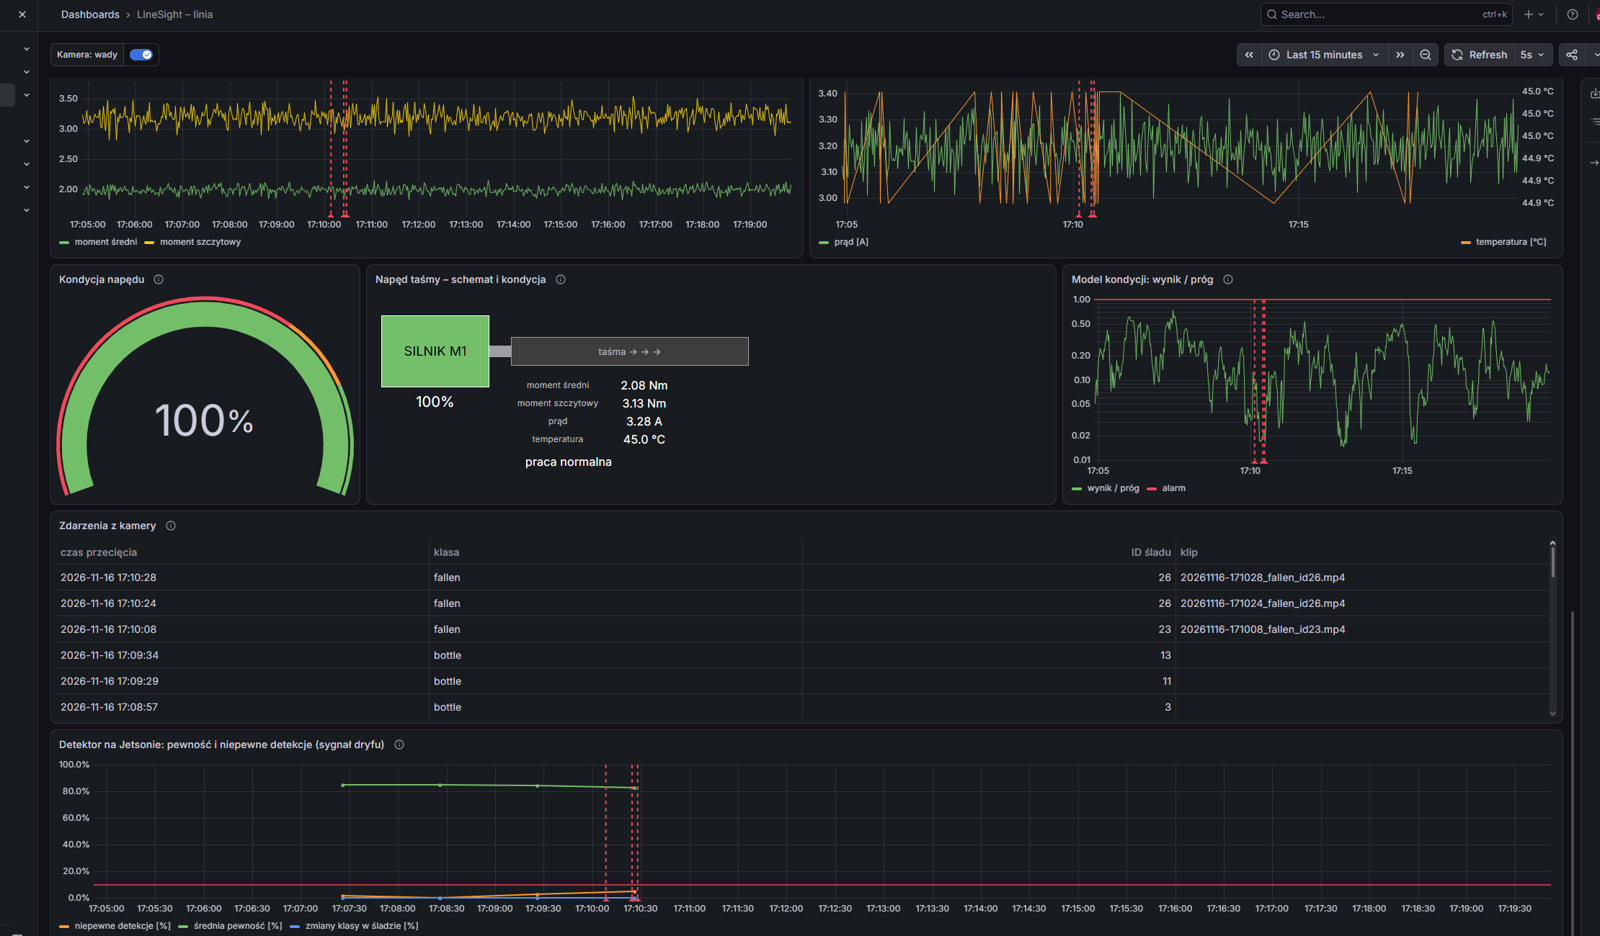 Dashboards › LineSight – linia
Search... ctrl+k
Kamera: wady
Last 15 minutes
Refresh 5s
3.50
3.00
2.50
2.00
17:05:00 17:06:00 17:07:00 17:08:00 17:09:00 17:10:00 17:11:00 17:12:00 17:13:00 17:14:00 17:15:00 17:16:00 17:17:00 17:18:00 17:19:00
moment średni moment szczytowy
3.40 45.0 °C
3.30 45.0 °C
3.20 45.0 °C
3.10 44.9 °C
3.00 44.9 °C
44.9 °C
17:05 17:10 17:15
prąd [A] temperatura [°C]
Kondycja napędu
100%
Napęd taśmy – schemat i kondycja
SILNIK M1
taśma → → →
100%
moment średni 2.08 Nm
moment szczytowy 3.13 Nm
prąd 3.28 A
temperatura 45.0 °C
praca normalna
Model kondycji: wynik / próg
1.00
0.50
0.20
0.10
0.05
0.02
0.01
17:05 17:10 17:15
wynik / próg alarm
Zdarzenia z kamery
czas przecięcia klasa ID śladu klip
2026-11-16 17:10:28 fallen 26 20261116-171028_fallen_id26.mp4
2026-11-16 17:10:24 fallen 26 20261116-171024_fallen_id26.mp4
2026-11-16 17:10:08 fallen 23 20261116-171008_fallen_id23.mp4
2026-11-16 17:09:34 bottle 13
2026-11-16 17:09:29 bottle 11
2026-11-16 17:08:57 bottle 3
Detektor na Jetsonie: pewność i niepewne detekcje (sygnał dryfu)
100.0%
80.0%
60.0%
40.0%
20.0%
0.0%
17:05:00 17:05:30 17:06:00 17:06:30 17:07:00 17:07:30 17:08:00 17:08:30 17:09:00 17:09:30 17:10:00 17:10:30 17:11:00 17:11:30 17:12:00 17:12:30 17:13:00 17:13:30 17:14:00 17:14:30 17:15:00 17:15:30 17:16:00 17:16:30 17:17:00 17:17:30 17:18:00 17:18:30 17:19:00 17:19:30
niepewne detekcje [%] średnia pewność [%] zmiany klasy w śladzie [%]